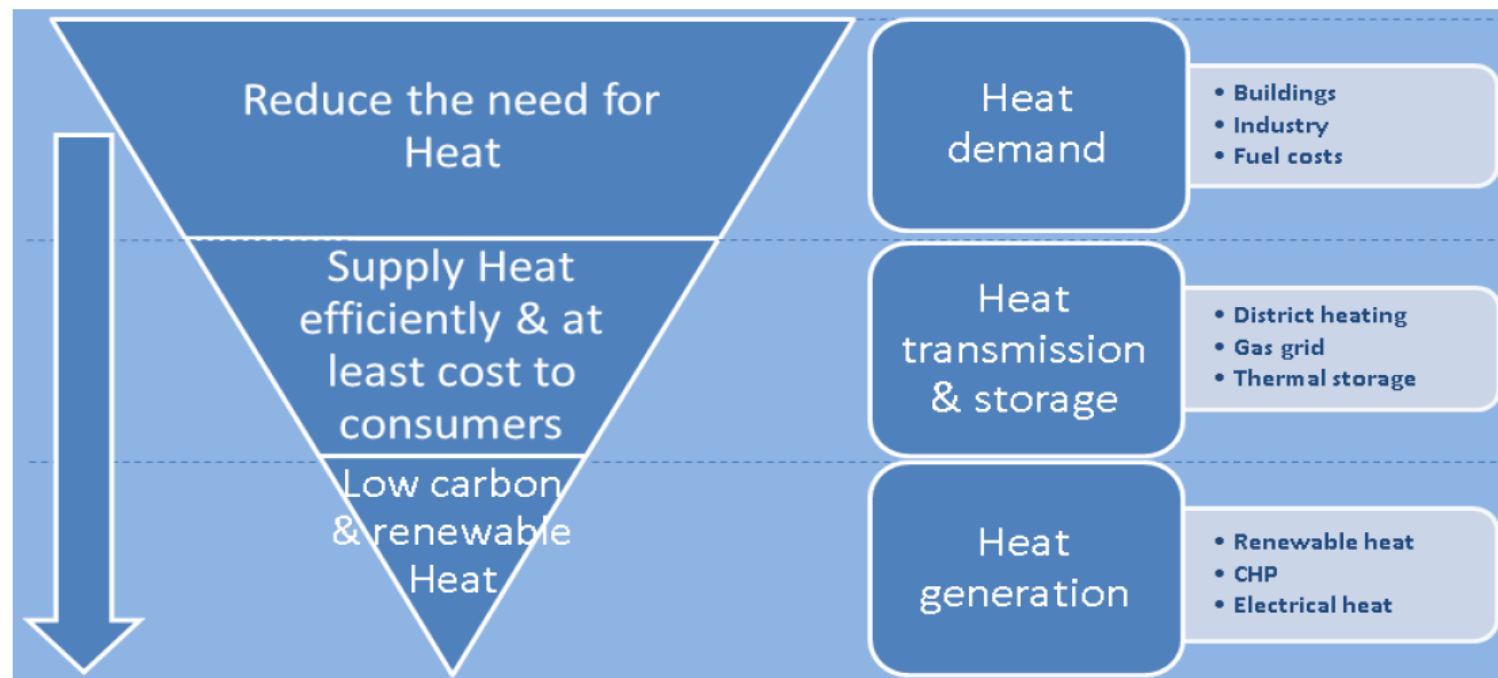 Reduce the need for
Heat
Heat
demand
• Buildings
• Industry
• Fuel costs
Supply Heat
efficiently & at
least cost to
consumers
Heat
transmission
& storage
• District heating
• Gas grid
• Thermal storage
Low carbon
& renewable
Heat
Heat
generation
• Renewable heat
• CHP
• Electrical heat